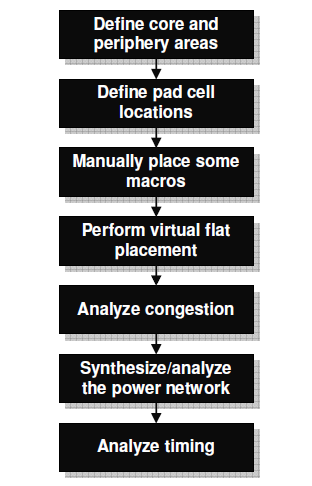 Define core and
periphery areas
Define pad cell
locations
Manually place some
macros
Perform virtual flat
placement
Analyze congestion
Synthesize/analyze
the power network
Analyze timing